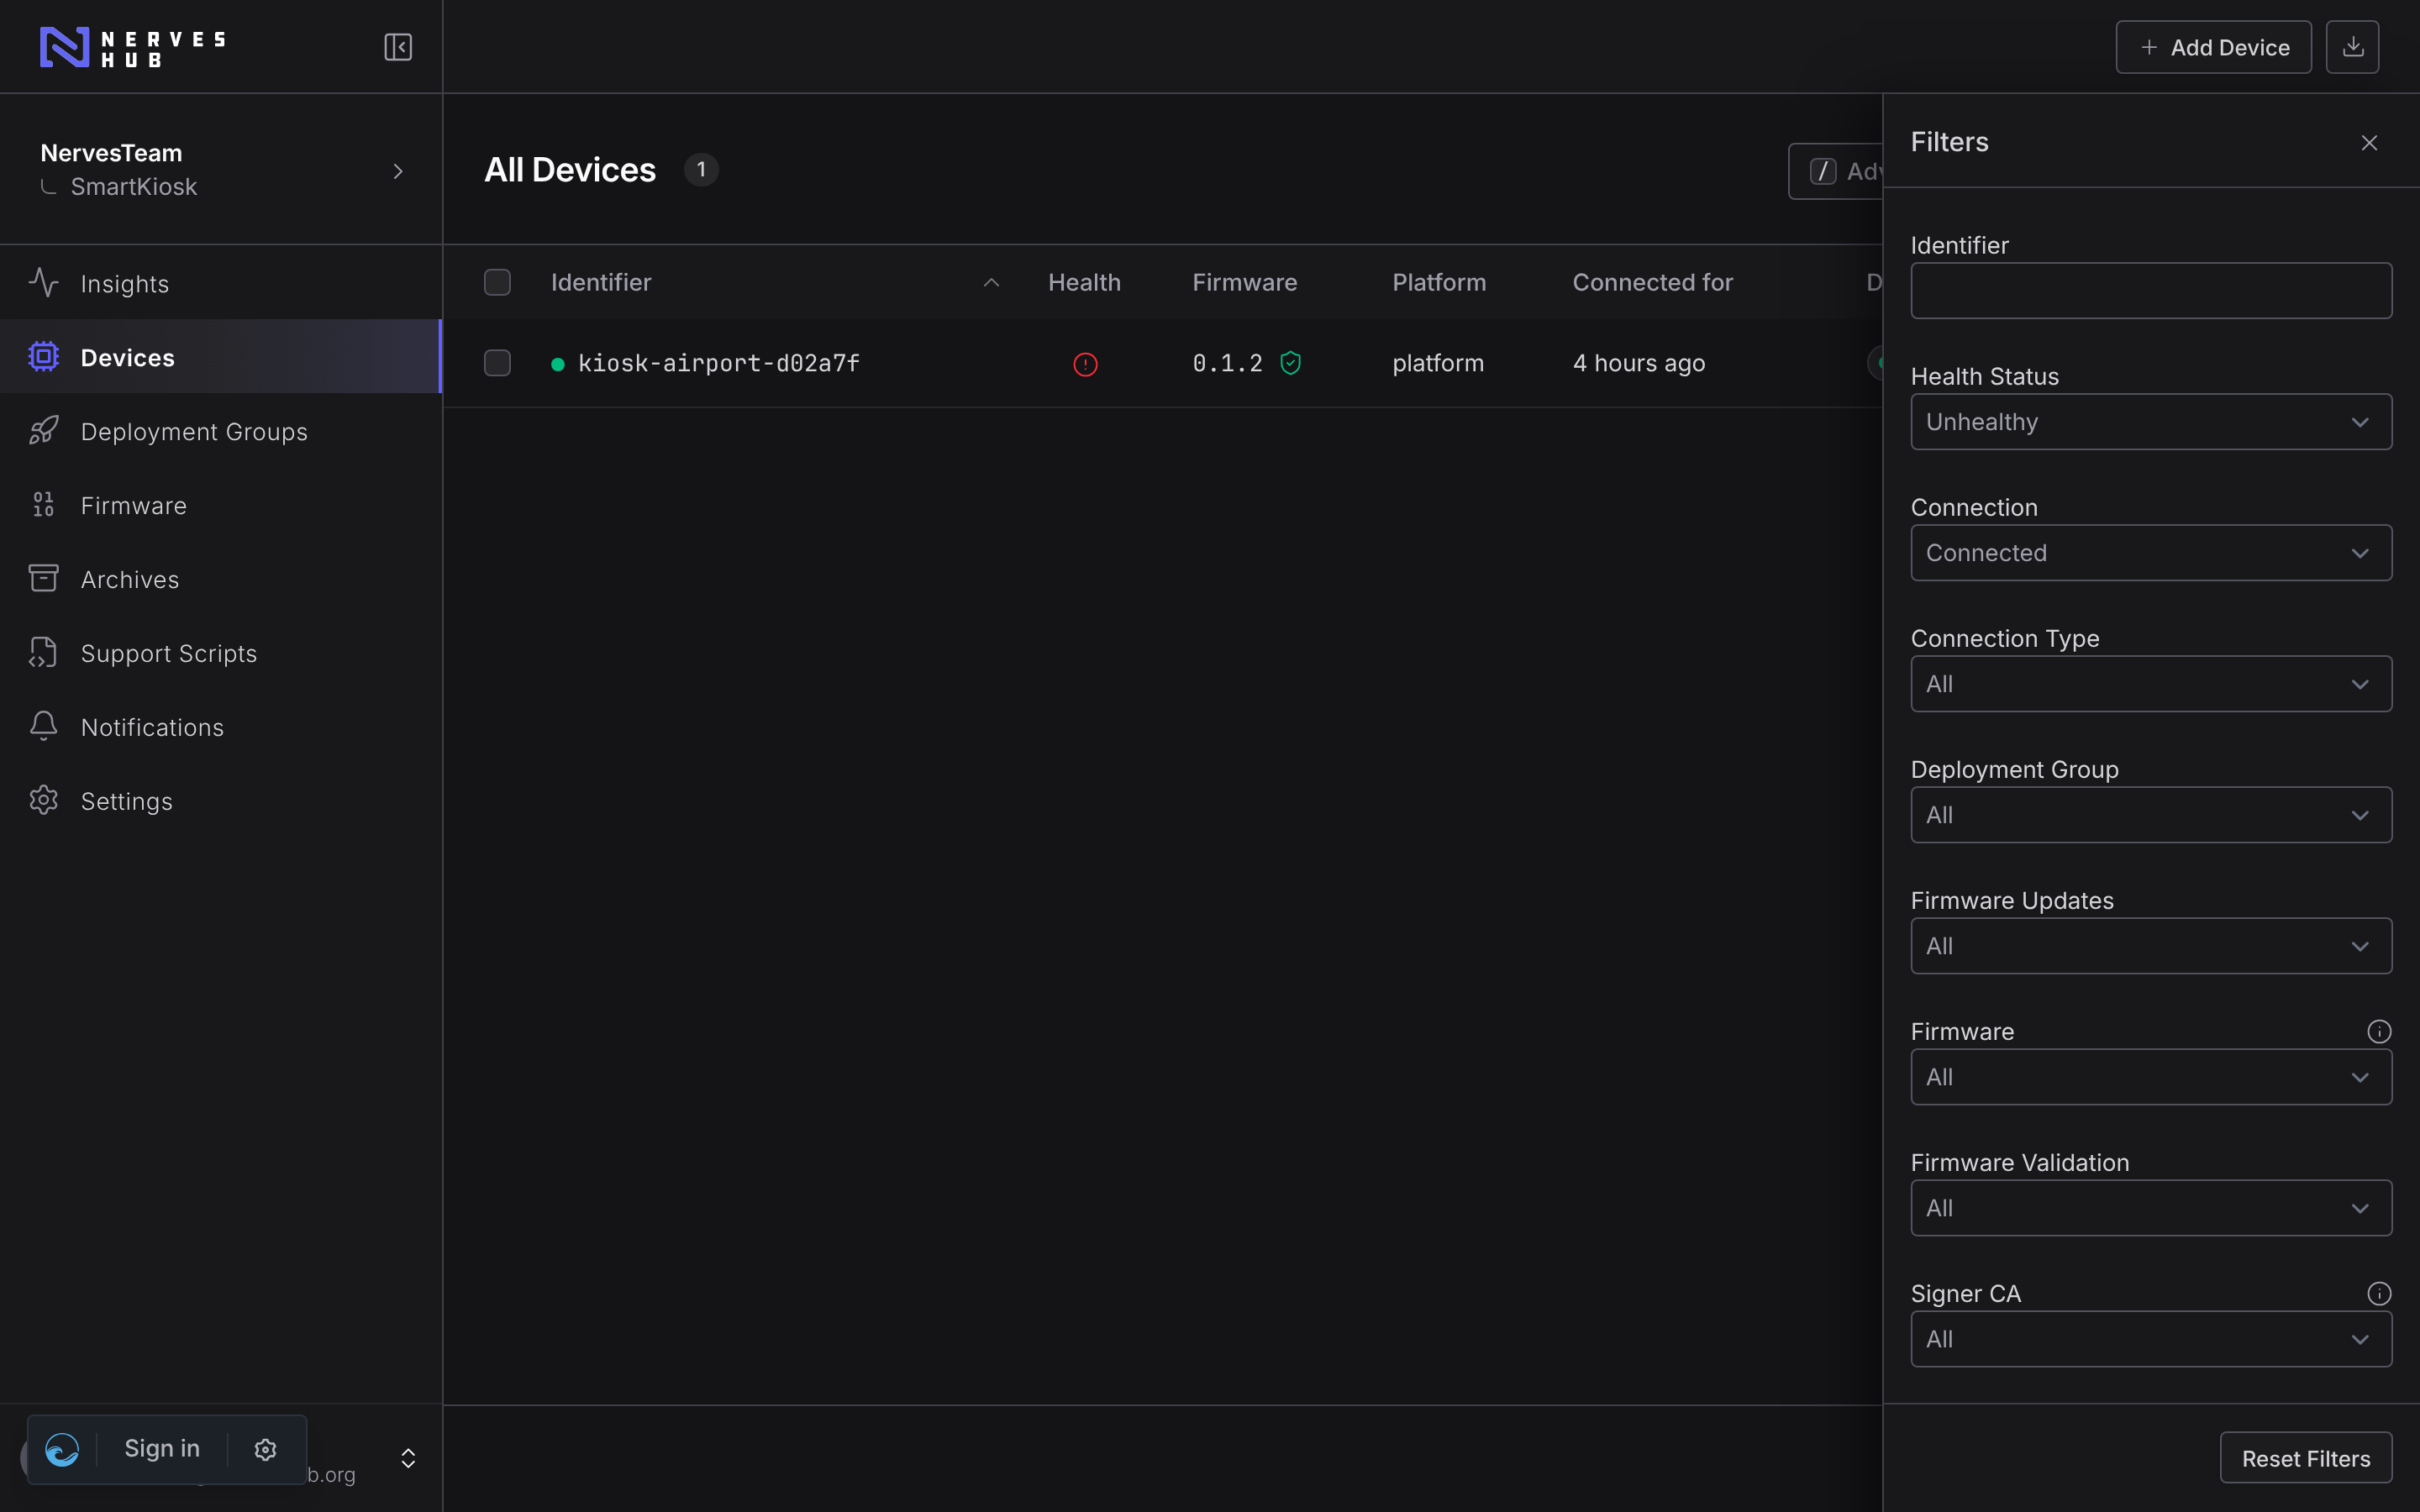 NERVES
HUB
Add Device
NervesTeam
SmartKiosk
All Devices 1
/
Filters
Insights
Devices
Deployment Groups
Firmware
Archives
Support Scripts
Notifications
Settings
Identifier Health Firmware Platform Connected for
kiosk-airport-d02a7f 0.1.2 platform 4 hours ago
Identifier
Health Status
Unhealthy
Connection
Connected
Connection Type
All
Deployment Group
All
Firmware Updates
All
Firmware
All
Firmware Validation
All
Signer CA
All
Sign in
b.org
Reset Filters